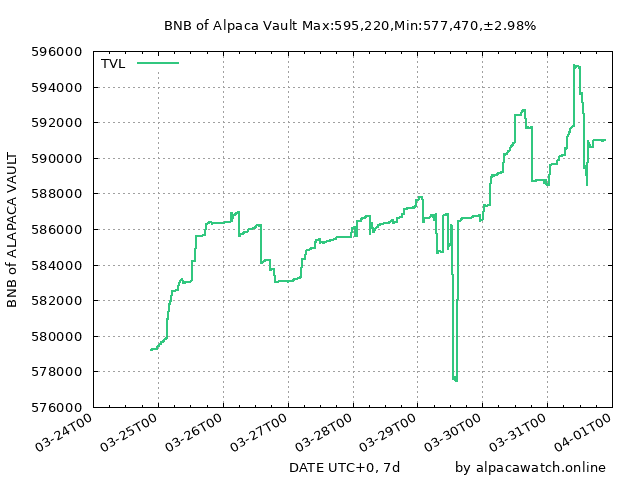 BNB of Alpaca Vault Max:595,220,Min:577,470,±2.98%
596000
594000
592000
590000
588000
586000
584000
582000
580000
578000
576000
TVL
BNB of ALAPACA VAULT
03-24T00
03-25T00
03-26T00
03-27T00
03-28T00
03-29T00
03-30T00
03-31T00
04-01T00
DATE UTC+0, 7d
by alpacawatch.online